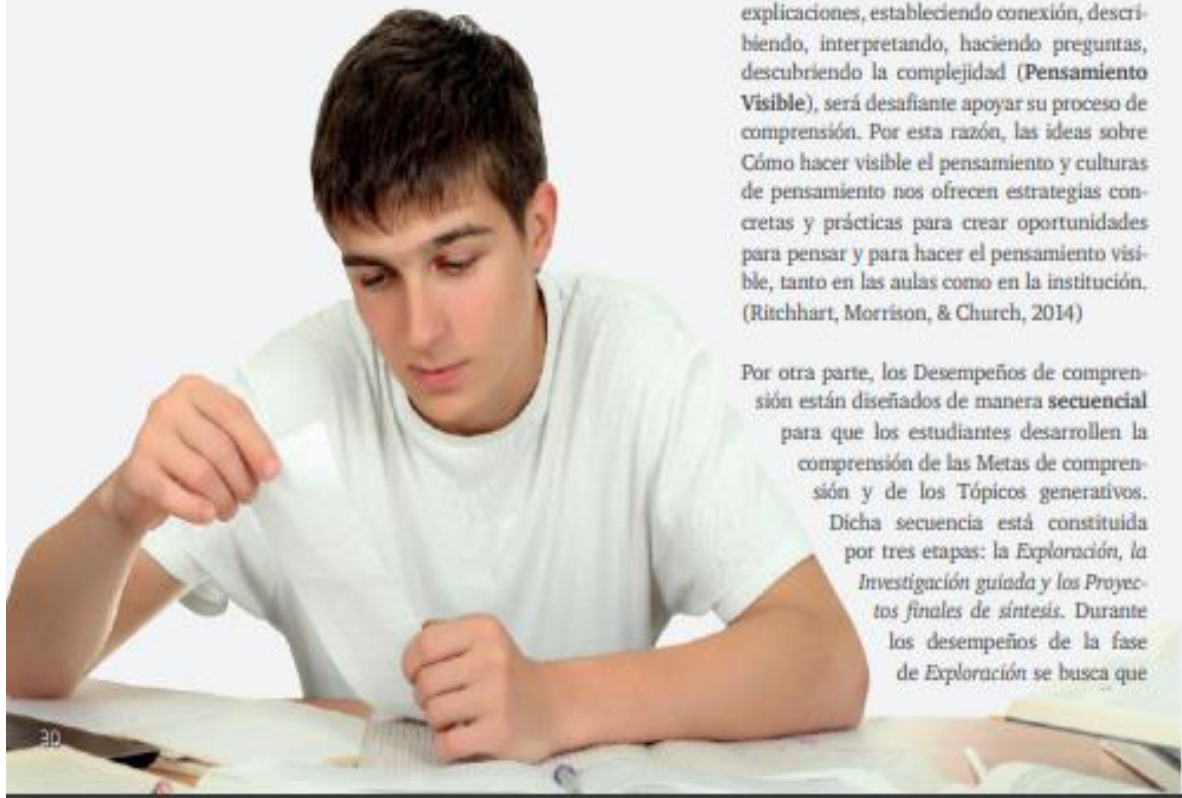 explicaciones, estableciendo conexión, descri-
biendo, interpretando, haciendo preguntas,
descubriendo la complejidad (Pensamiento
Visible), será desafiante apoyar su proceso de
comprensión. Por esta razón, las ideas sobre
Cómo hacer visible el pensamiento y culturas
de pensamiento nos ofrecen estrategias con-
cretas y prácticas para crear oportunidades
para pensar y para hacer el pensamiento visi-
ble, tanto en las aulas como en la institución.
(Ritchhart, Morrison, & Church, 2014)
Por otra parte, los Desempeños de compren-
sión están diseñados de manera secuencial
para que los estudiantes desarrollen la
comprensión de las Metas de compren-
sión y de los Tópicos generativos.
Dicha secuencia está constituida
por tres etapas: la Exploración, la
Investigación guiada y los Proyec-
tos finales de síntesis. Durante
los desempeños de la fase
de Exploración se busca que
30